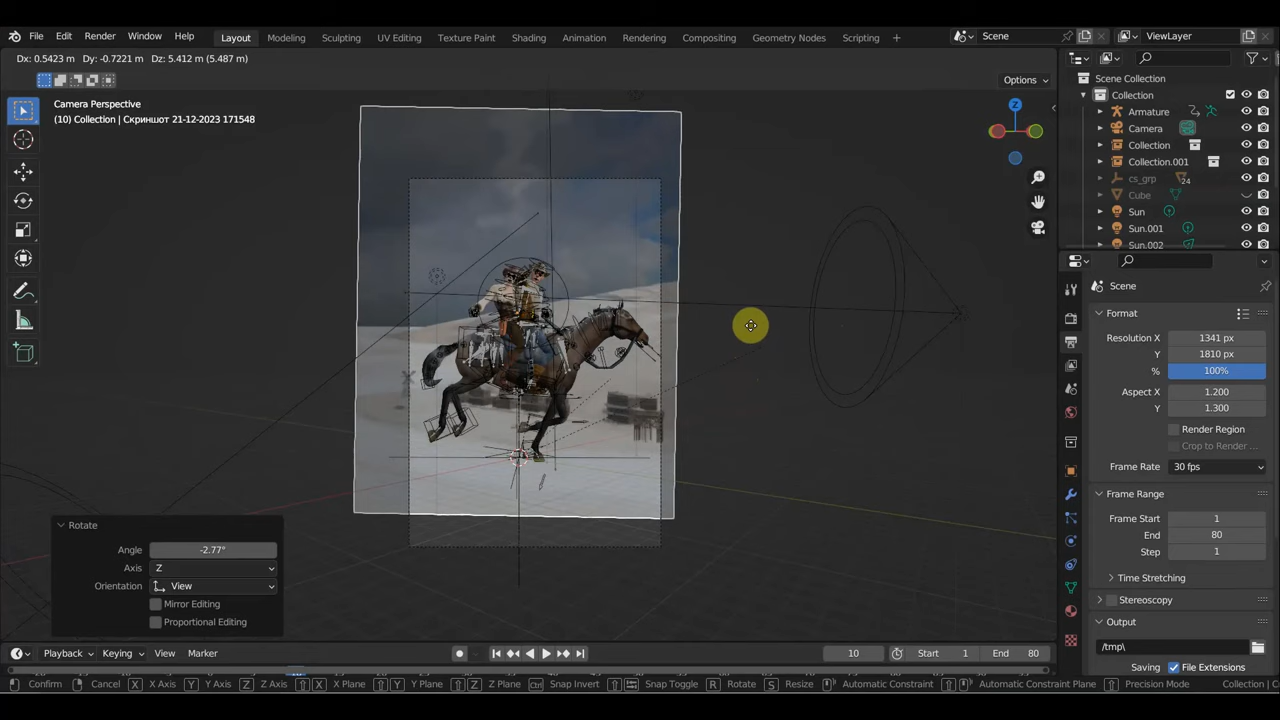 File Edit Render Window Help Layout Modeling Sculpting UV Editing Texture Paint Shading Animation Rendering Compositing Geometry Nodes Scripting + Scene ViewLayer
Dx: 0.5423 m Dy: -0.7221 m Dz: 5.412 m (5.487 m)
Options
Camera Perspective
(10) Collection | Скриншот 21-12-2023 171548
Z
Scene Collection
Collection
Armature
Camera
Collection
Collection.001
cs_grp 24
Cube
Sun
Sun.001
Sun.002
Scene
Format
Resolution X 1341 px
Y 1810 px
% 100%
Aspect X 1.200
Y 1.300
Render Region
Crop to Render ...
Frame Rate 30 fps
Frame Range
Frame Start 1
End 80
Step 1
Time Stretching
Stereoscopy
Output
/tmp\
Saving File Extensions
Rotate
Angle -2.77°
Axis Z
Orientation View
Mirror Editing
Proportional Editing
Playback Keying View Marker 10 Start 1 End 80
Confirm Cancel X X Axis Y Y Axis Z Z Axis X X Plane Y Y Plane Z Z Plane Ctrl Snap Invert Snap Toggle R Rotate S Resize Automatic Constraint Automatic Constraint Plane Precision Mode